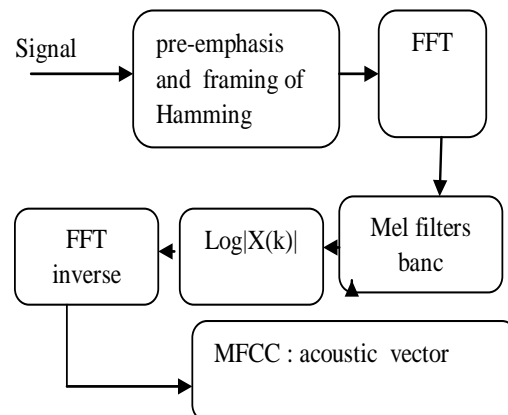 Signal
pre-emphasis
and framing of
Hamming
FFT
Mel filters
banc
Log|X(k)|
FFT
inverse
MFCC : acoustic vector